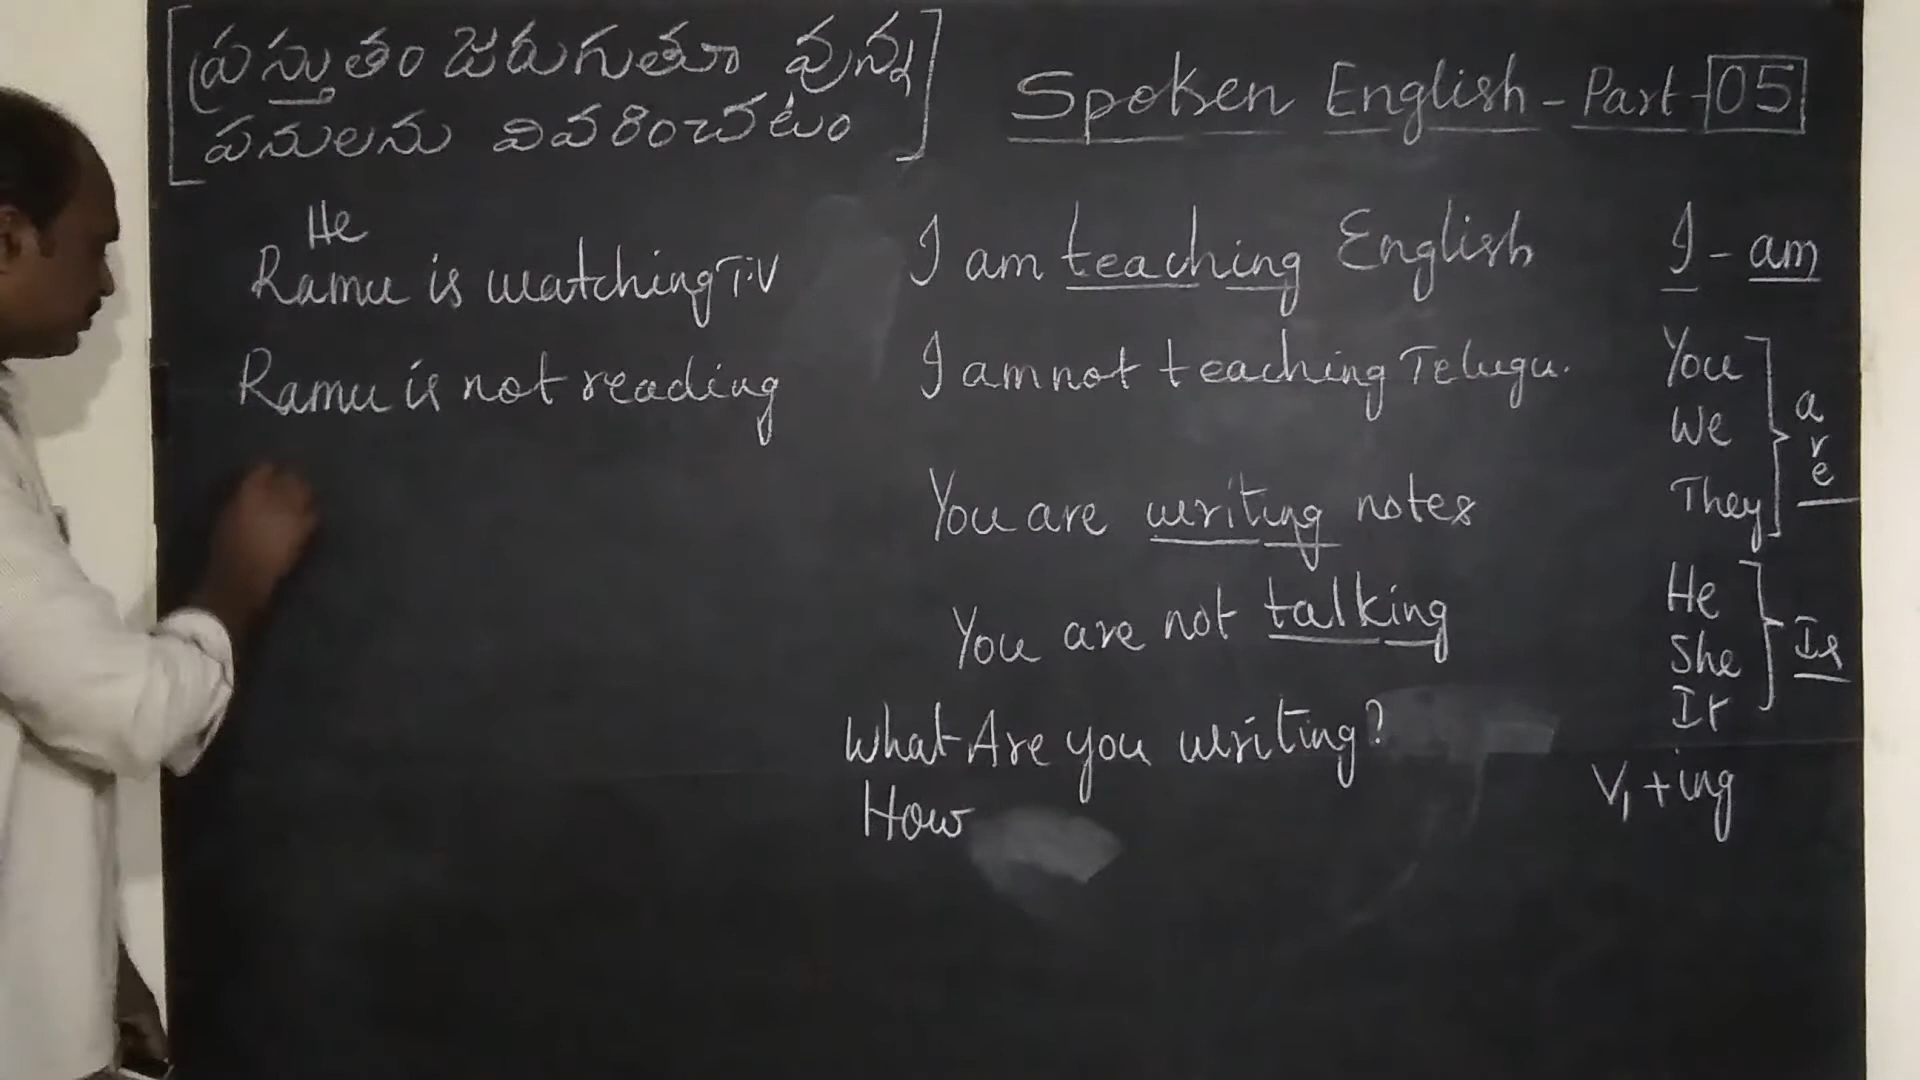 [ప్రస్తుతం జరుగుతూ వున్న
పనులను వివరించటం]
Spoken English - Part - 05
He
Ramu is watching T.V
Ramu is not reading
I am teaching English
I am not teaching Telugu.
You are writing notes
You are not talking
What Are you writing?
How
I - am
You
We
They
are
He
She
It
Is
V1 + ing